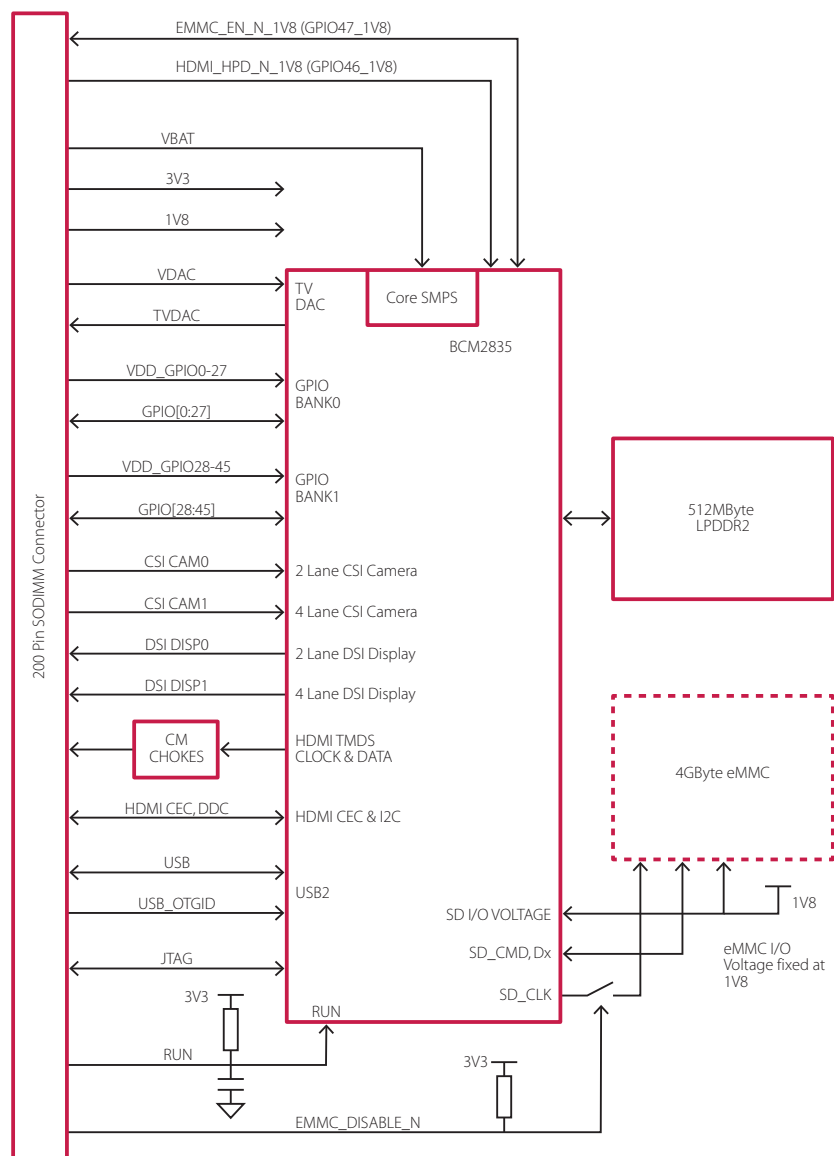 EMMC_EN_N_1V8 (GPIO47_1V8)
HDMI_HPD_N_1V8 (GPIO46_1V8)
VBAT
3V3
1V8
VDAC
TV
DAC
Core SMPS
TVDAC
BCM2835
VDD_GPIO0-27
GPIO
BANK0
GPIO[0:27]
VDD_GPIO28-45
GPIO
BANK1
GPIO[28:45]
200 Pin SODIMM Connector
512MByte
LPDDR2
CSI CAM0
2 Lane CSI Camera
CSI CAM1
4 Lane CSI Camera
DSI DISP0
2 Lane DSI Display
DSI DISP1
4 Lane DSI Display
CM
CHOKES
HDMI TMDS
CLOCK & DATA
4GByte eMMC
HDMI CEC, DDC
HDMI CEC & I2C
USB
USB2
USB_OTGID
SD I/O VOLTAGE
1V8
SD_CMD, Dx
eMMC I/O
Voltage fixed at
1V8
JTAG
SD_CLK
3V3
RUN
RUN
3V3
EMMC_DISABLE_N